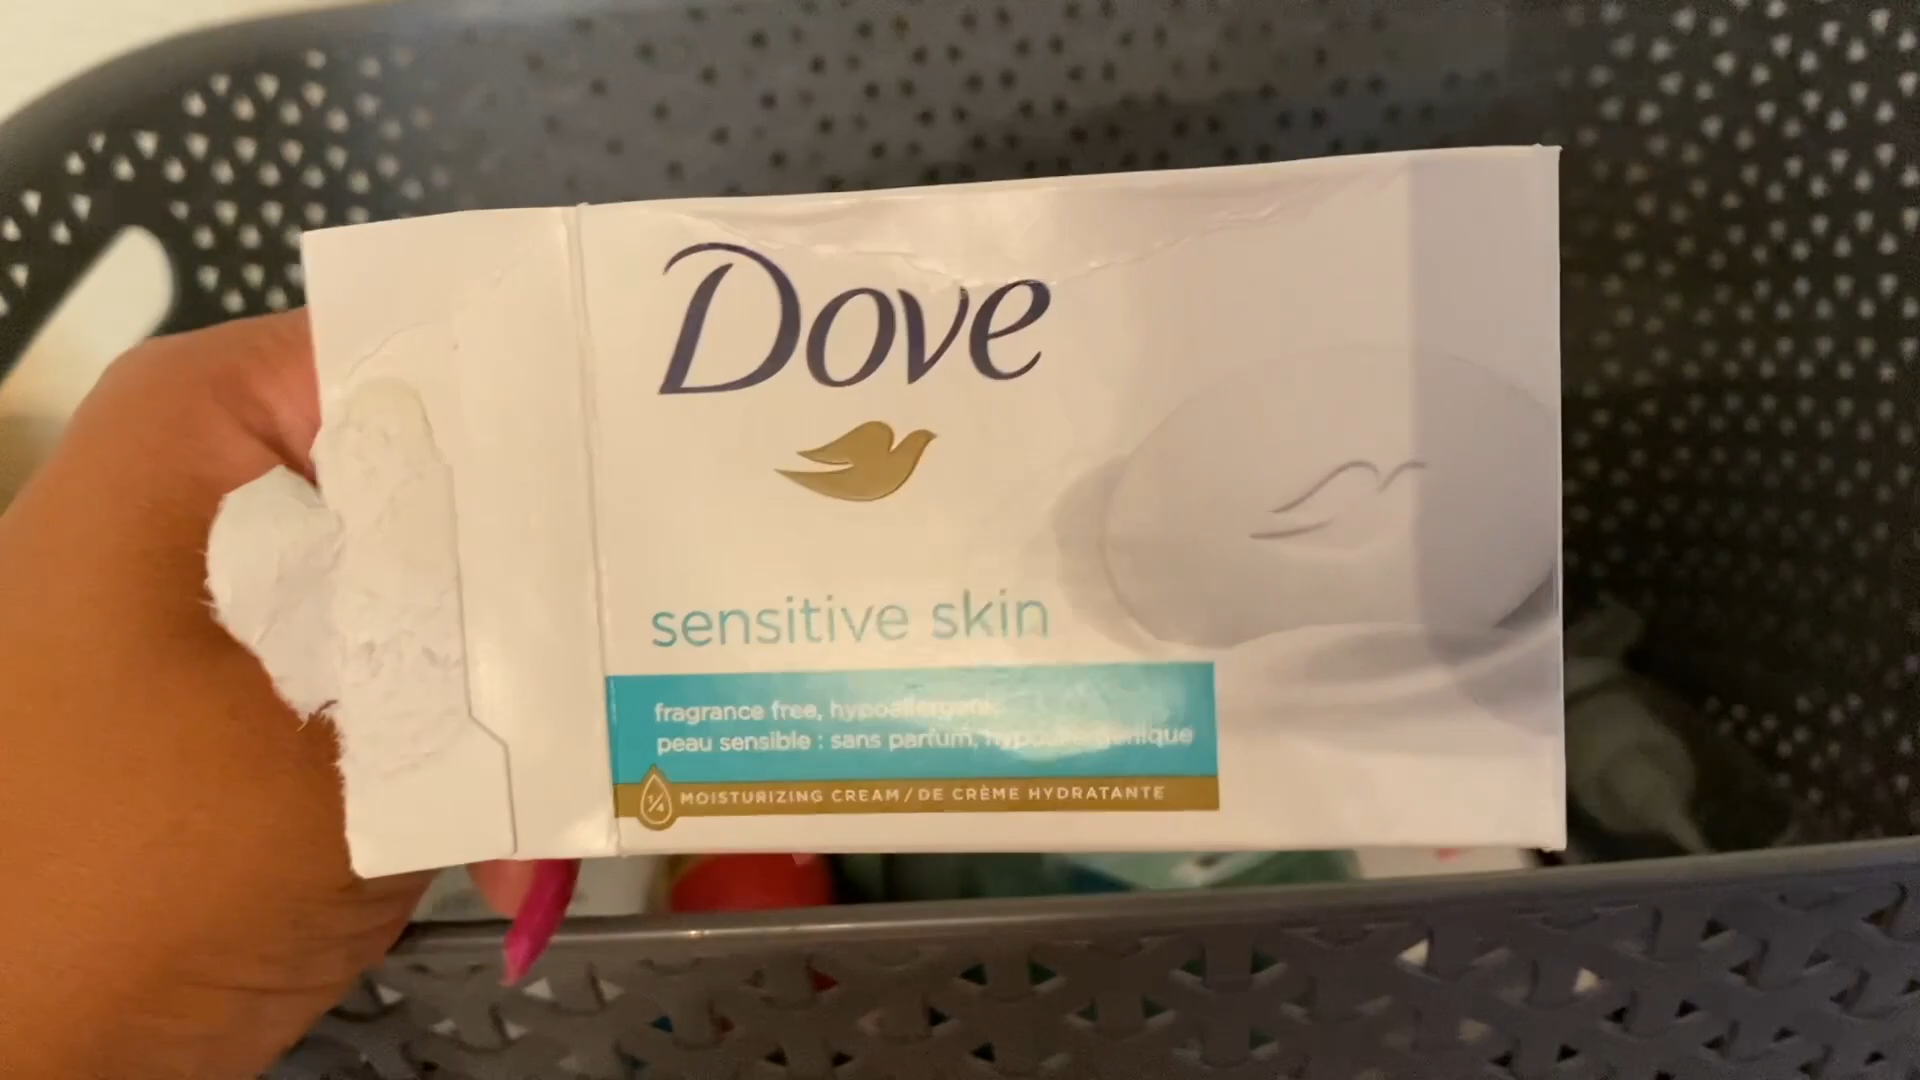 Dove
sensitive skin
fragrance free, hypoallergenic
peau sensible : sans parfum, hypoallergénique
1/4 MOISTURIZING CREAM / DE CRÈME HYDRATANTE